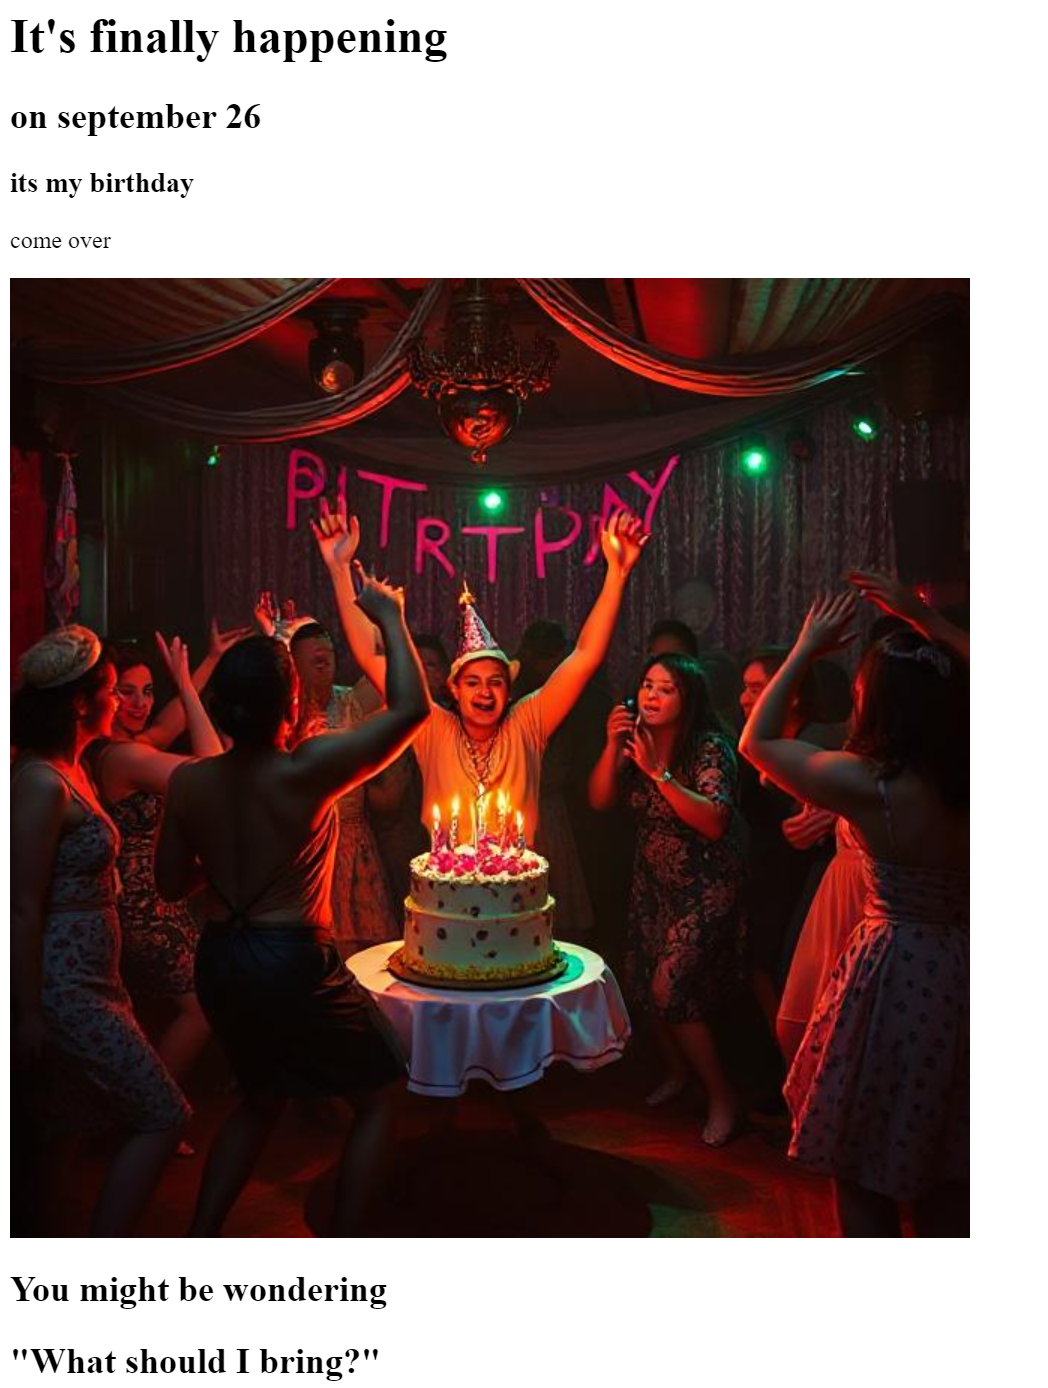 It's finally happening
on september 26
its my birthday
come over
You might be wondering
"What should I bring?"